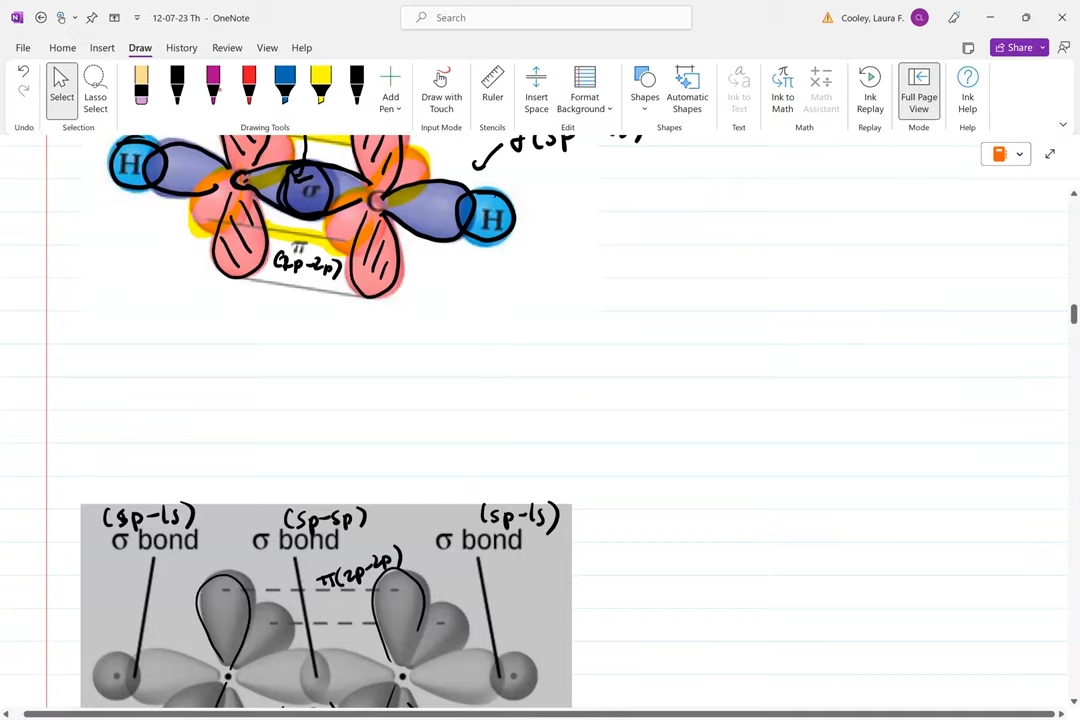 12-07-23 Th - OneNote
Search
Cooley, Laura F.
CL
File Home Insert Draw History Review View Help
Share
Select
Lasso Select
Add Pen
Draw with Touch
Ruler
Insert Space
Format Background
Shapes
Automatic Shapes
Ink to Text
Ink to Math
Math Assistant
Ink Replay
Full Page View
Ink Help
Undo
Selection
Drawing Tools
Input Mode
Stencils
Edit
Shapes
Text
Math
Replay
Mode
Help
H
C
σ
C
H
π
(2p-2p)
(sp-1s) (sp-sp) (sp-1s)
σ bond σ bond σ bond
π(2p-2p)